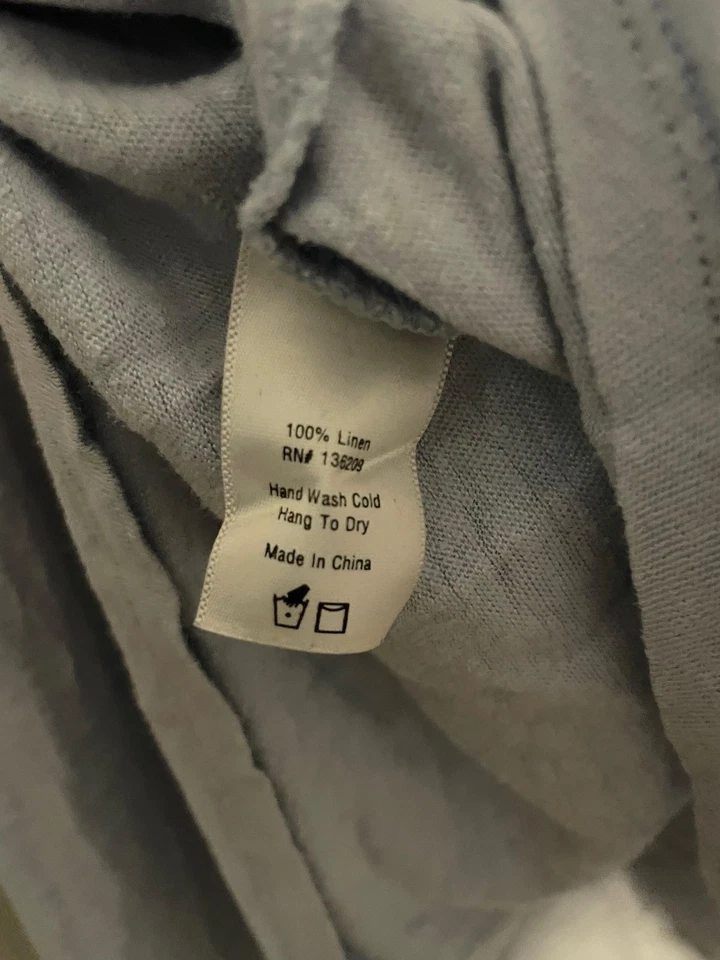 100% Linen
RN# 136209
Hand Wash Cold
Hang To Dry
Made In China